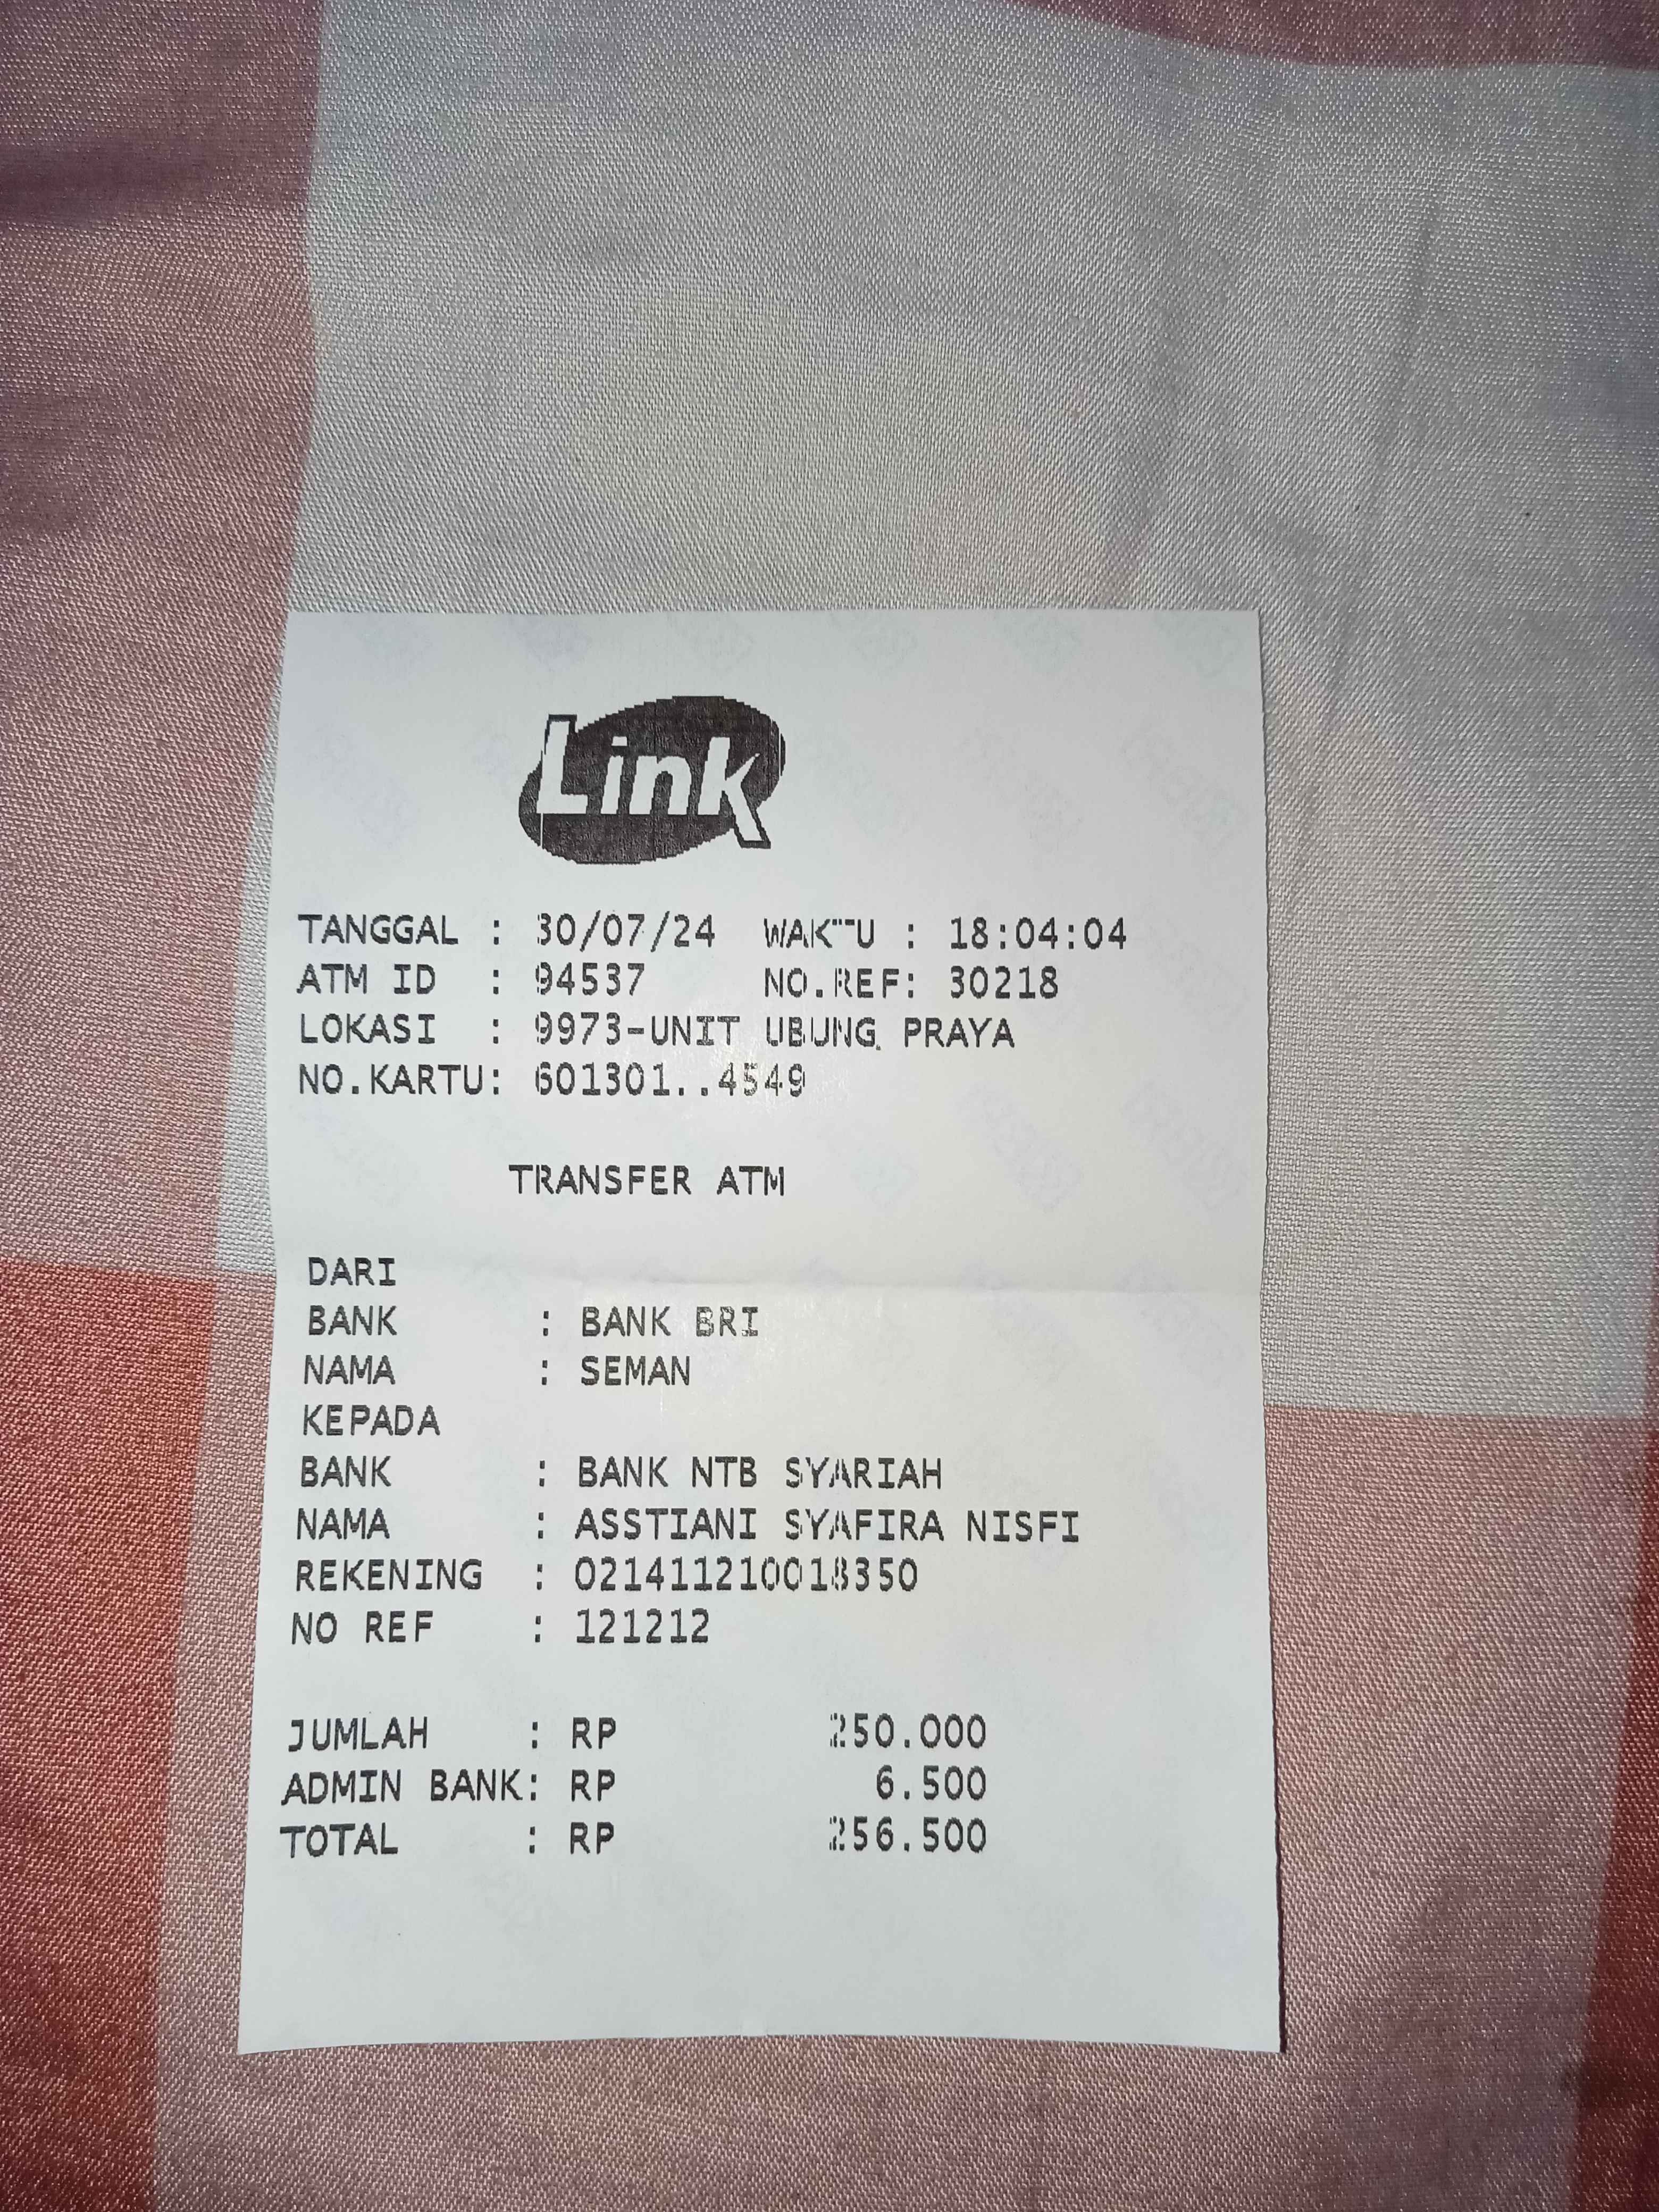 Link
TANGGAL : 30/07/24 WAKTU : 18:04:04
ATM ID : 94537 NO.REF: 30218
LOKASI : 9973-UNIT UBUNG PRAYA
NO.KARTU: 601301..4549
TRANSFER ATM
DARI
BANK : BANK BRI
NAMA : SEMAN
KEPADA
BANK : BANK NTB SYARIAH
NAMA : ASSTIANI SYAFIRA NISFI
REKENING : 021411210018350
NO REF : 121212
JUMLAH : RP 250.000
ADMIN BANK: RP 6.500
TOTAL : RP 256.500